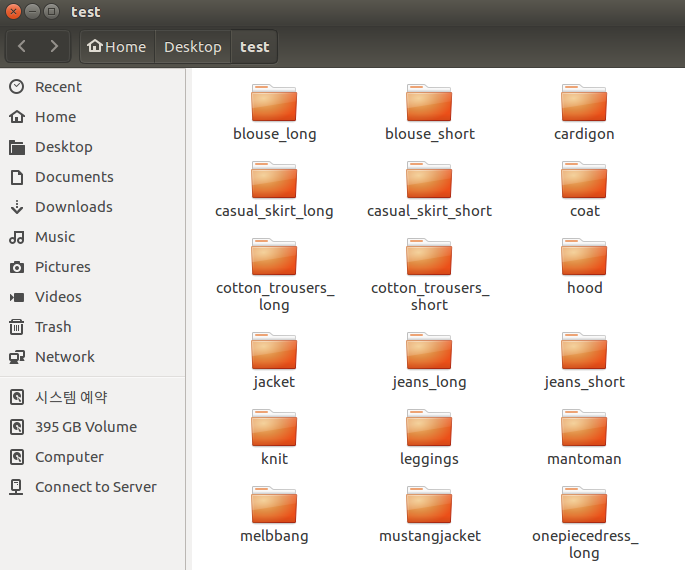 test
Home
Desktop
test
Recent
Home
Desktop
Documents
Downloads
Music
Pictures
Videos
Trash
Network
시스템 예약
395 GB Volume
Computer
Connect to Server
blouse_long
blouse_short
cardigon
casual_skirt_long
casual_skirt_short
coat
cotton_trousers_
long
cotton_trousers_
short
hood
jacket
jeans_long
jeans_short
knit
leggings
mantoman
melbbang
mustangjacket
onepiecedress_
long